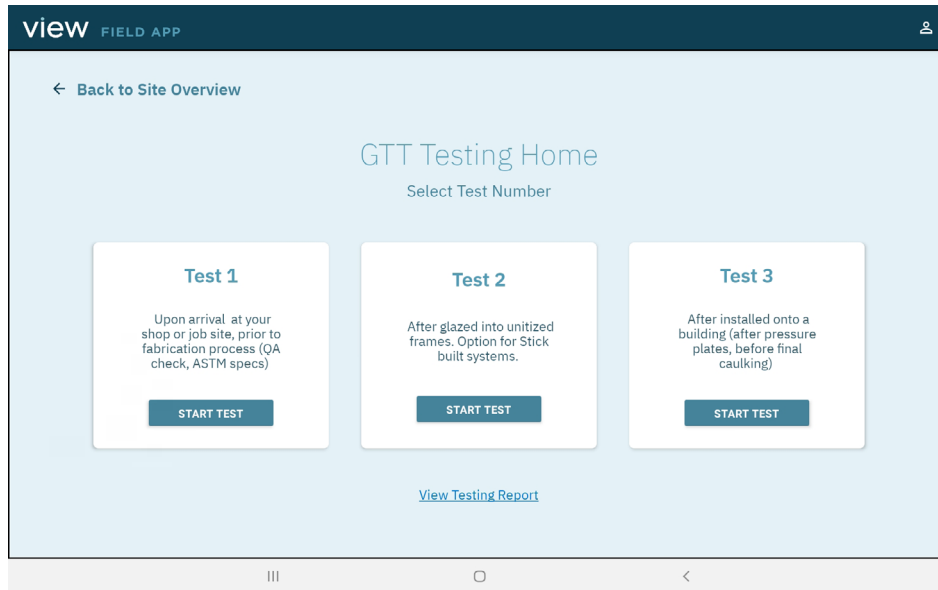 view FIELD APP
← Back to Site Overview
GTT Testing Home
Select Test Number
Test 1
Upon arrival at your
shop or job site, prior to
fabrication process (QA
check, ASTM specs)
START TEST
Test 2
After glazed into unitized
frames. Option for Stick
built systems.
START TEST
Test 3
After installed onto a
building (after pressure
plates, before final
caulking)
START TEST
View Testing Report